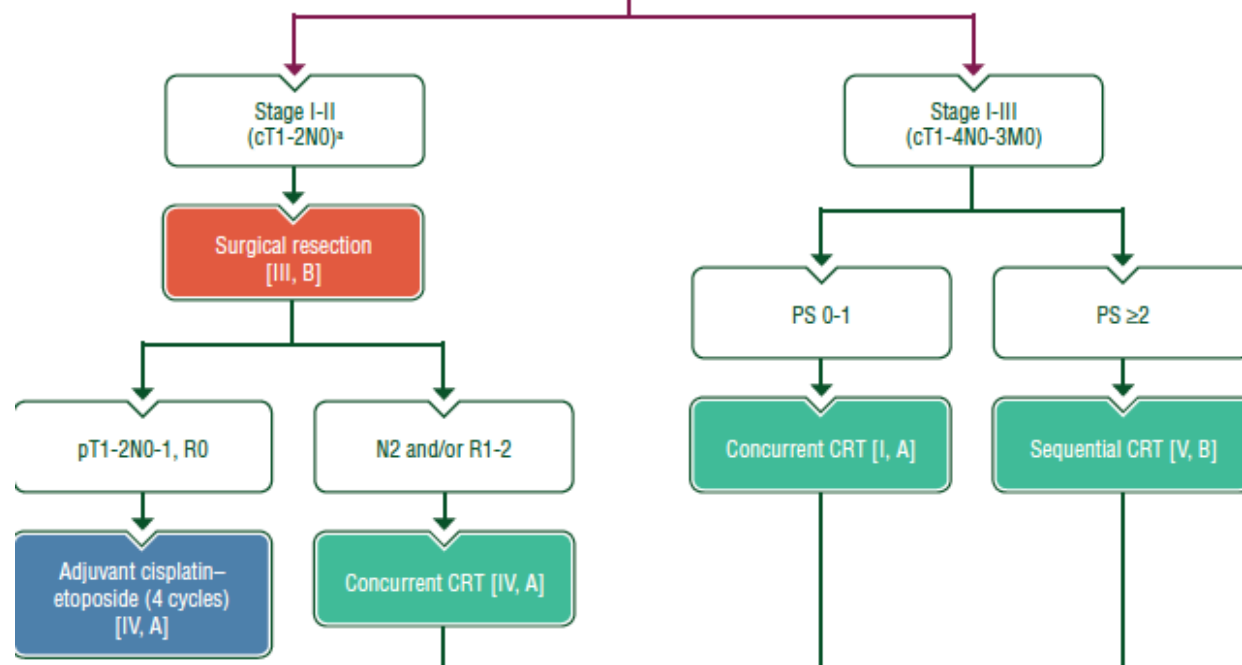 Stage I-II
(cT1-2N0)ª
Stage I-III
(cT1-4N0-3M0)
Surgical resection
[III, B]
PS 0-1
PS ≥2
pT1-2N0-1, R0
N2 and/or R1-2
Concurrent CRT [I, A]
Sequential CRT [V, B]
Adjuvant cisplatin–
etoposide (4 cycles)
[IV, A]
Concurrent CRT [IV, A]